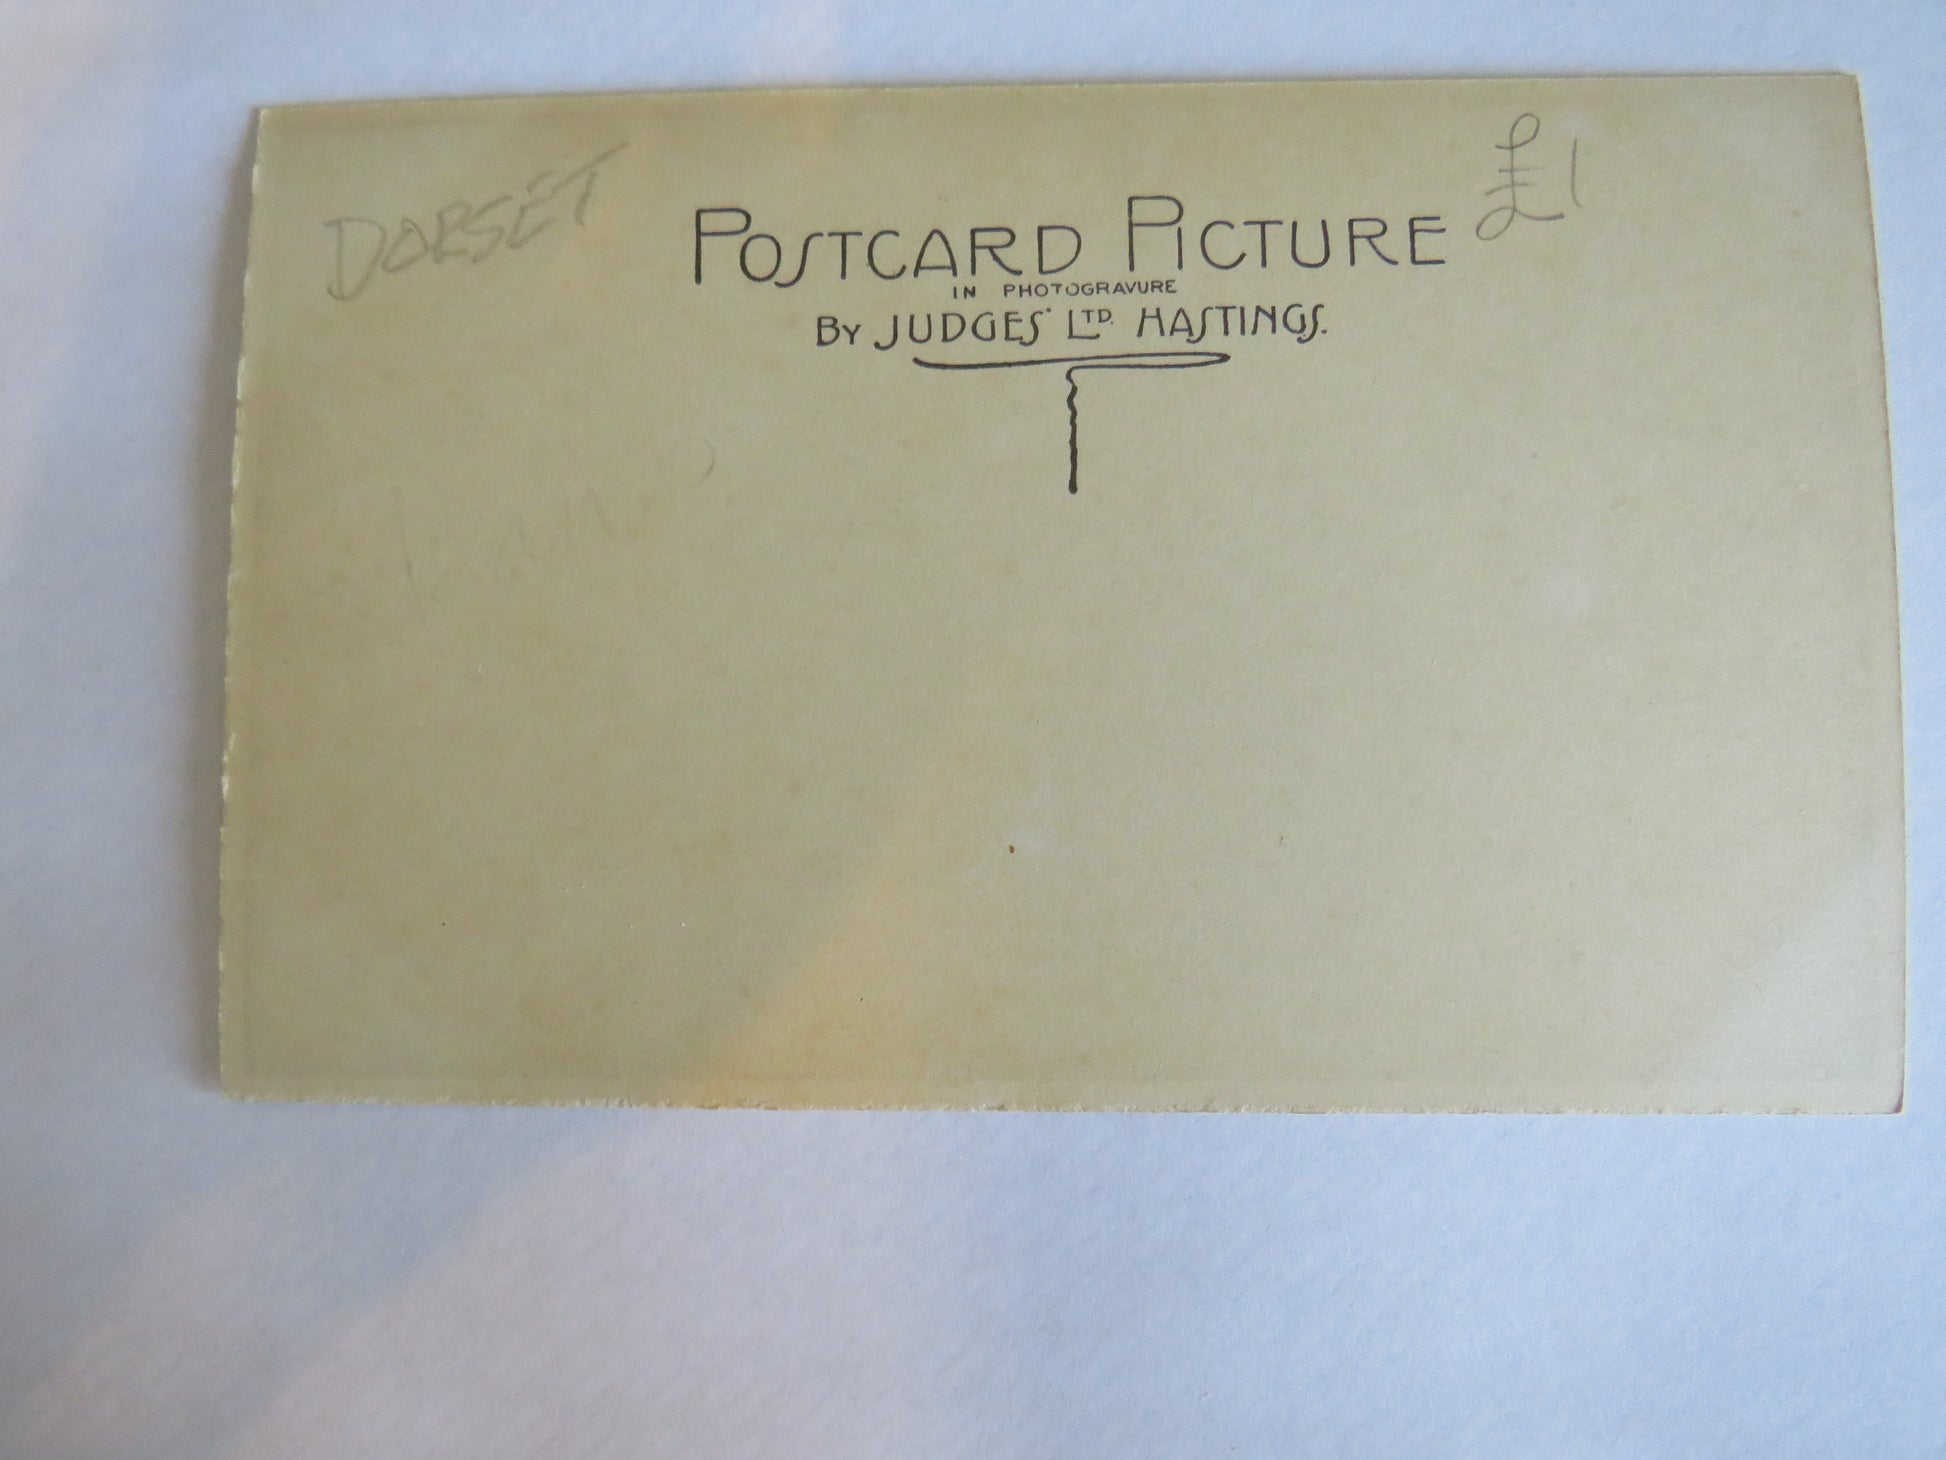 DORSET
£1
POSTCARD PICTURE
IN PHOTOGRAVURE
BY JUDGES' LTD. HASTINGS.